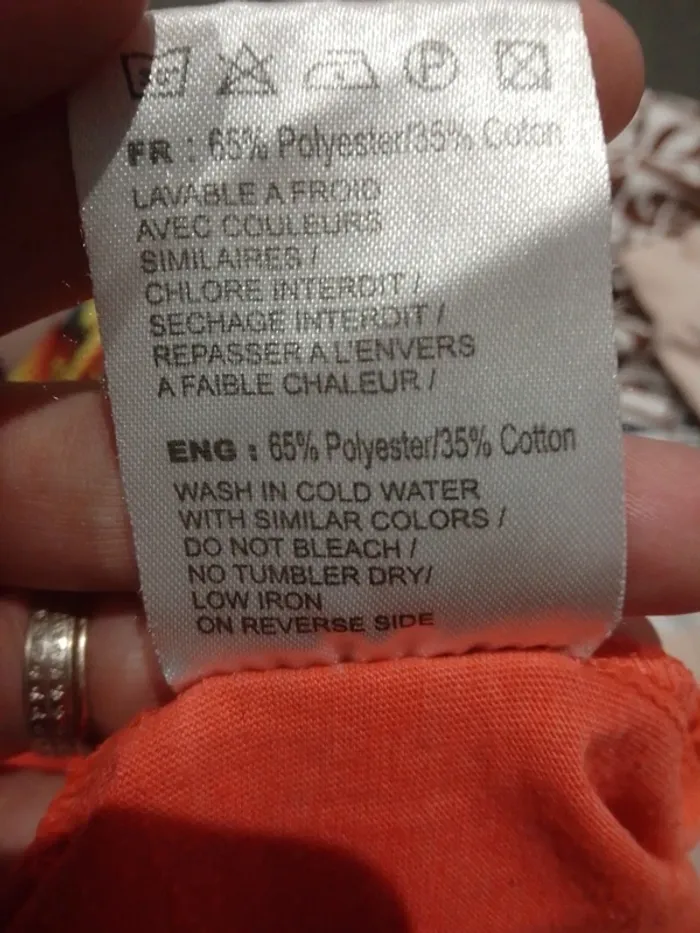 30°
P
FR : 65% Polyester/35% Coton
LAVABLE A FROID
AVEC COULEURS
SIMILAIRES /
CHLORE INTERDIT /
SECHAGE INTERDIT /
REPASSER A L'ENVERS
A FAIBLE CHALEUR /
ENG : 65% Polyester/35% Cotton
WASH IN COLD WATER
WITH SIMILAR COLORS /
DO NOT BLEACH /
NO TUMBLER DRY/
LOW IRON
ON REVERSE SIDE